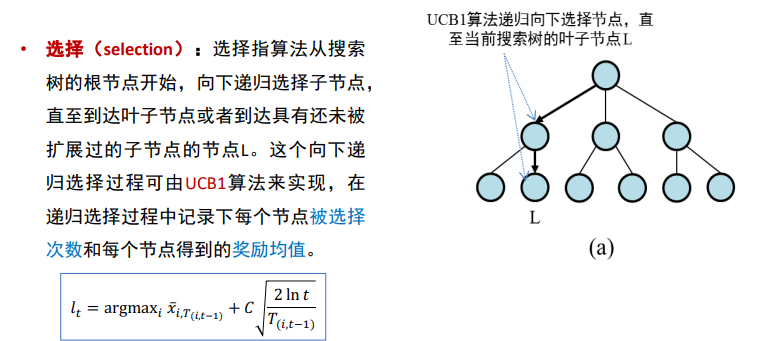 • 选择（selection）：选择指算法从搜索
树的根节点开始，向下递归选择子节点，
直至到达叶子节点或者到达具有还未被
扩展过的子节点的节点L。这个向下递
归选择过程可由UCB1算法来实现，在
递归选择过程中记录下每个节点被选择
次数和每个节点得到的奖励均值。
l_t = argmax_i x̄_{i,T_{(i,t−1)}} + C √(2 ln t / T_{(i,t−1)})
UCB1算法递归向下选择节点，直
至当前搜索树的叶子节点L
L
(a)